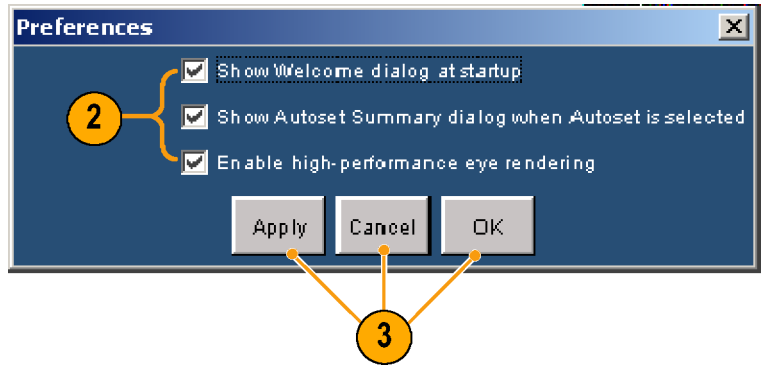 Preferences
Show Welcome dialog at startup
2
Show Autoset Summary dialog when Autoset is selected
Enable high-performance eye rendering
Apply Cancel OK
3